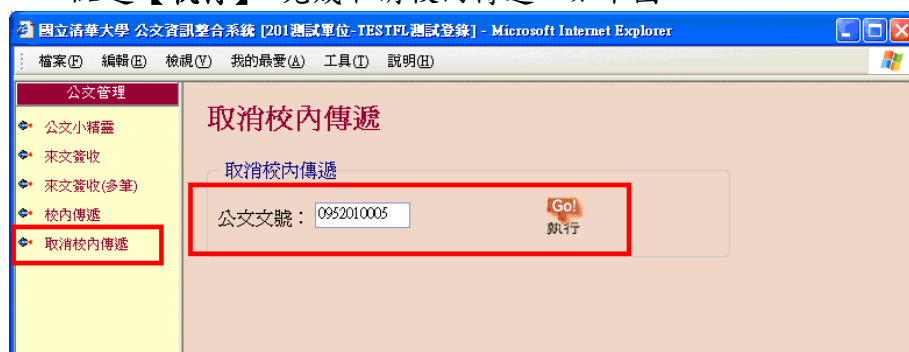 國立清華大學 公文資訊整合系統 [201測試單位-TESTFL測試登錄] - Microsoft Internet Explorer
檔案(F) 編輯(E) 檢視(V) 我的最愛(A) 工具(T) 說明(H)
公文管理
公文小精靈
來文簽收
來文簽收(多筆)
校內傳遞
取消校內傳遞
取消校內傳遞
取消校內傳遞
公文文號：0952010005
Go!
執行